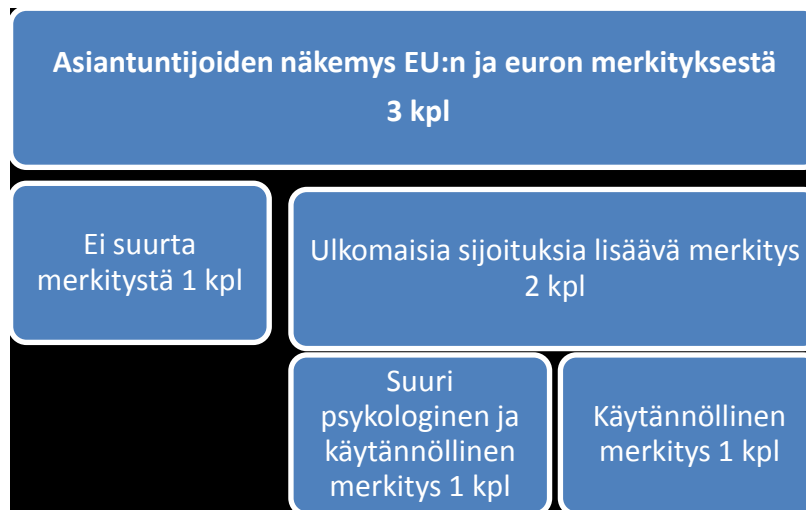 Asiantuntijoiden näkemys EU:n ja euron merkityksestä
3 kpl
Ei suurta
merkitystä 1 kpl
Ulkomaisia sijoituksia lisäävä merkitys
2 kpl
Suuri
psykologinen ja
käytännöllinen
merkitys 1 kpl
Käytännöllinen
merkitys 1 kpl